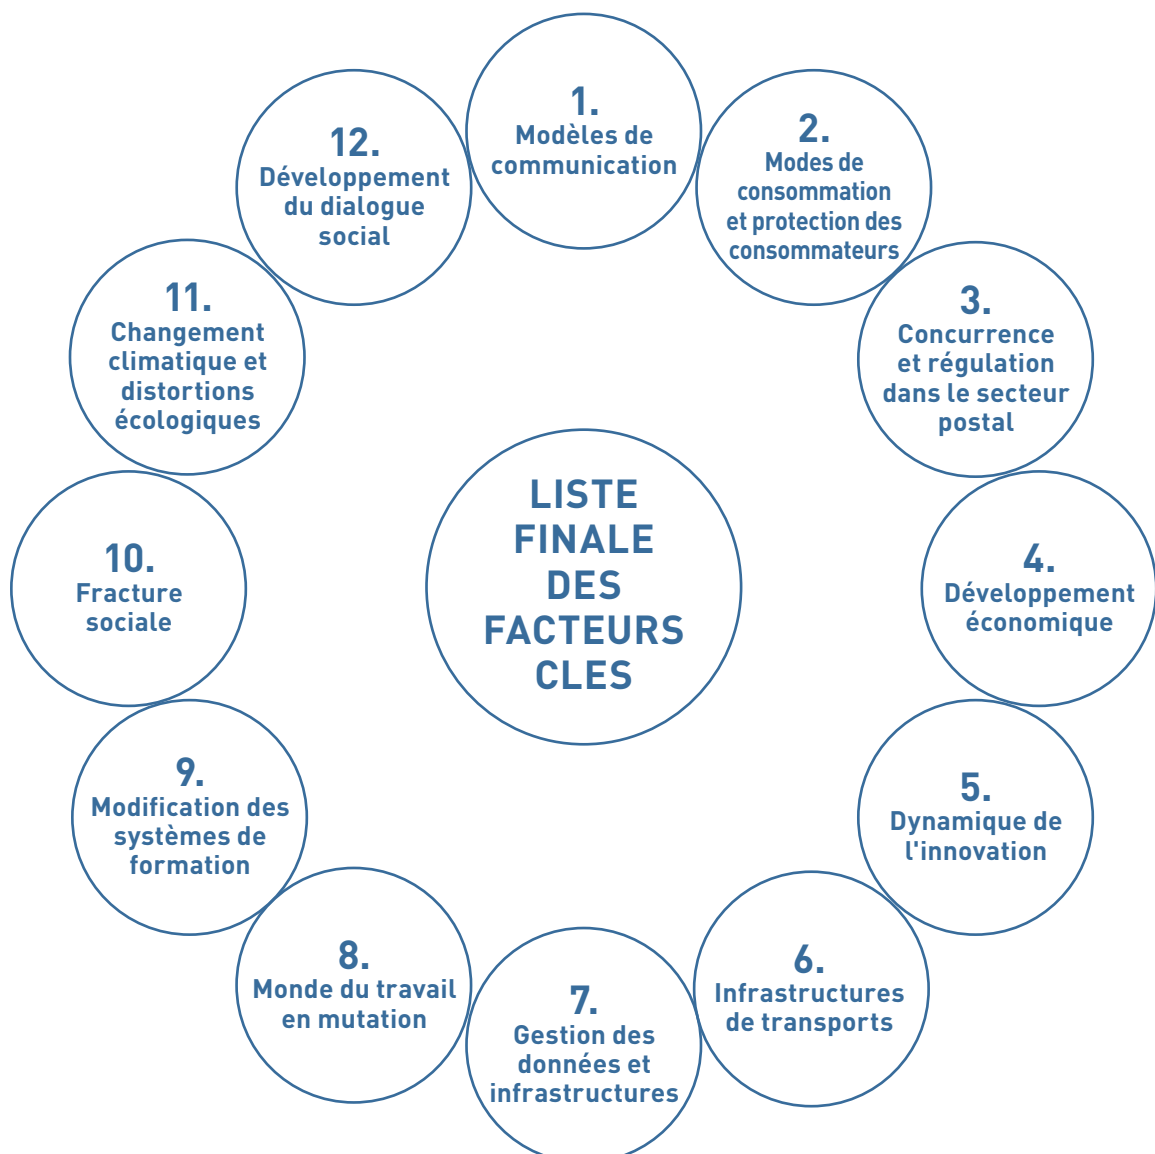 1.
Modèles de
communication
2.
Modes de
consommation
et protection des
consommateurs
3.
Concurrence
et régulation
dans le secteur
postal
4.
Développement
économique
5.
Dynamique de
l'innovation
6.
Infrastructures
de transports
7.
Gestion des
données et
infrastructures
8.
Monde du travail
en mutation
9.
Modification des
systèmes de
formation
10.
Fracture
sociale
11.
Changement
climatique et
distortions
écologiques
12.
Développement
du dialogue
social
LISTE
FINALE
DES
FACTEURS
CLES